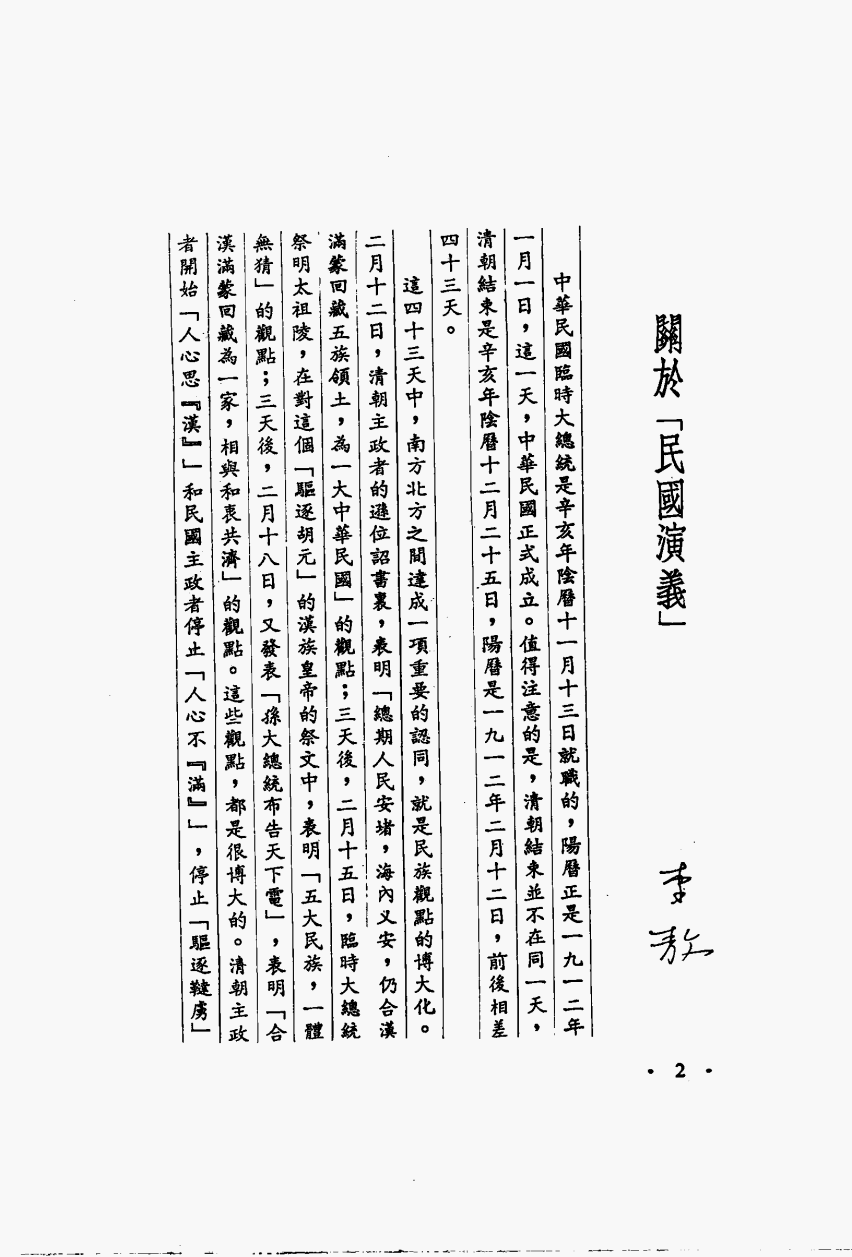 關於「民國演義」
李敖
中華民國臨時大總統是辛亥年陰曆十一月十三日就職的，陽曆正是一九一二年
一月一日，這一天，中華民國正式成立。值得注意的是，清朝結束並不在同一天，
清朝結束是辛亥年陰曆十二月二十五日，陽曆是一九一二年二月十二日，前後相差
四十三天。
這四十三天中，南方北方之間達成一項重要的認同，就是民族觀點的博大化。
二月十二日，清朝主政者的遜位詔書裏，表明「總期人民安堵，海內乂安，仍合漢
滿蒙回藏五族領土，為一大中華民國」的觀點；三天後，二月十五日，臨時大總統
祭明太祖陵，在對這個「驅逐胡元」的漢族皇帝的祭文中，表明「五大民族，一體
無猜」的觀點；三天後，二月十八日，又發表「孫大總統布告天下電」，表明「合
漢滿蒙回藏為一家，相與和衷共濟」的觀點。這些觀點，都是很博大的。清朝主政
者開始「人心思『漢』」和民國主政者停止「人心不『滿』」，停止「驅逐韃虜」
• 2 •